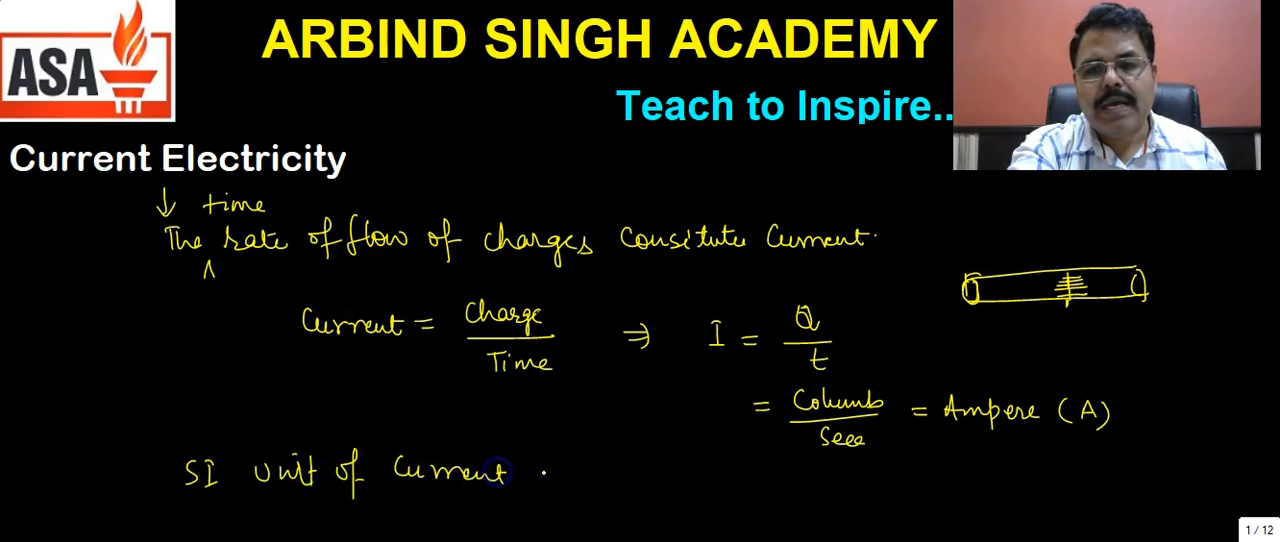 ASA
ARBIND SINGH ACADEMY
Teach to Inspire..
Current Electricity
↓ time
The ^ rate of flow of charges consitute Current.
Current = Charge / Time ⇒ I = Q / t
= Columb / Sec = Ampere (A)
SI Unit of Current
1 / 12